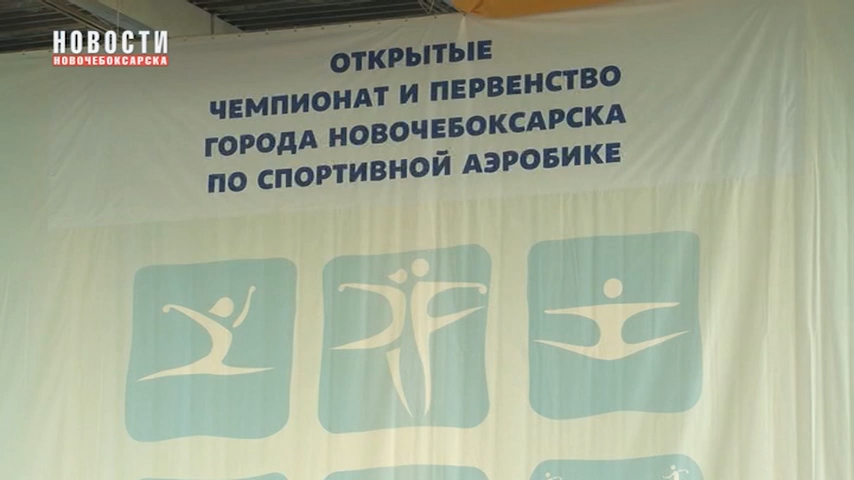 НОВОСТИ
НОВОЧЕБОКСАРСКА
ОТКРЫТЫЕ
ЧЕМПИОНАТ И ПЕРВЕНСТВО
ГОРОДА НОВОЧЕБОКСАРСКА
ПО СПОРТИВНОЙ АЭРОБИКЕ